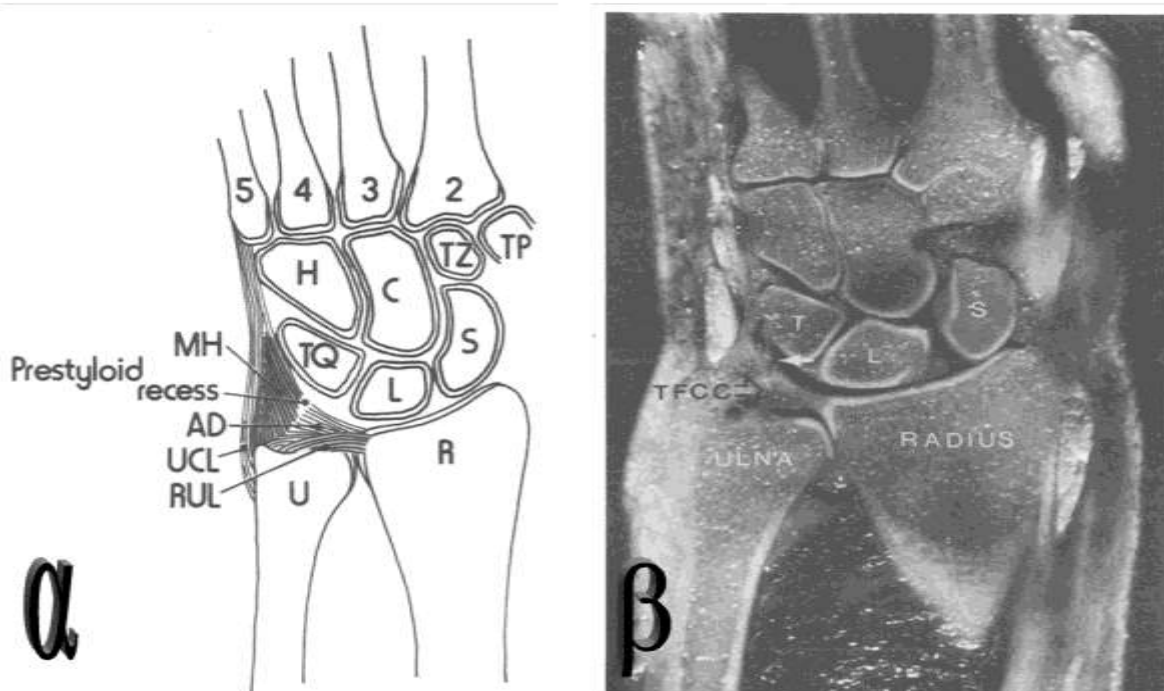 5 4 3 2
TP
TZ
H
C
MH
TQ
S
Prestyloid
recess
L
AD
R
UCL
U
RUL
α
S
T
L
TFCC
RADIUS
ULNA
β